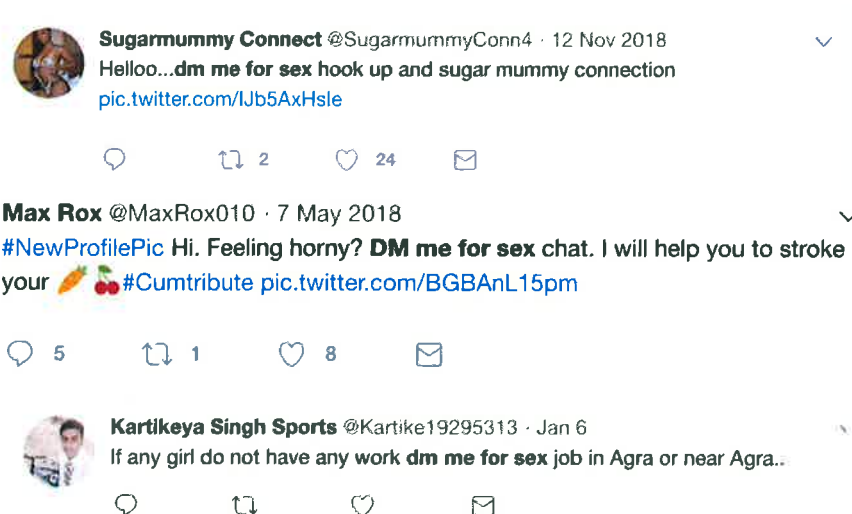 Sugarmummy Connect @SugarmummyConn4 · 12 Nov 2018
Helloo...dm me for sex hook up and sugar mummy connection
pic.twitter.com/IJb5AxHsIe
2 24
Max Rox @MaxRox010 · 7 May 2018
#NewProfilePic Hi. Feeling horny? DM me for sex chat. I will help you to stroke
your 🥕 🍒 #Cumtribute pic.twitter.com/BGBAnL15pm
5 1 8
Kartikeya Singh Sports @Kartike19295313 · Jan 6
If any girl do not have any work dm me for sex job in Agra or near Agra..